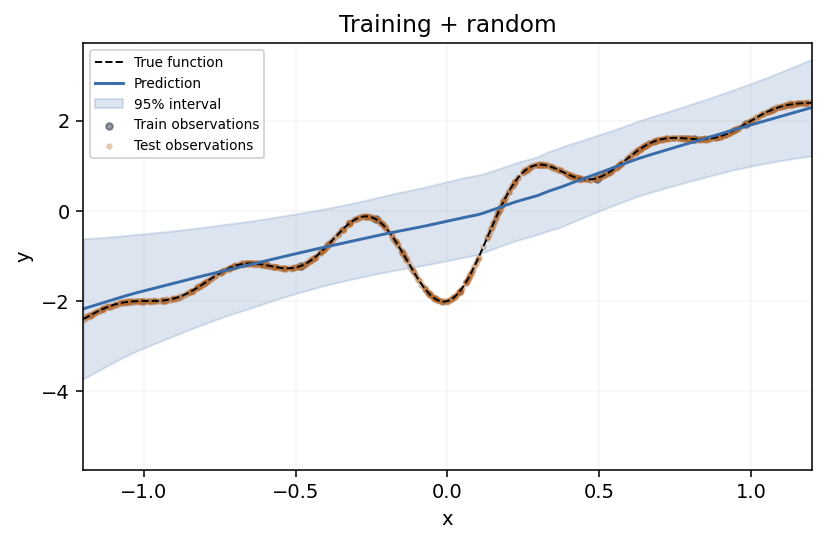 Training + random
True function
Prediction
95% interval
Train observations
Test observations
y
2
0
−2
−4
−1.0
−0.5
0.0
0.5
1.0
x